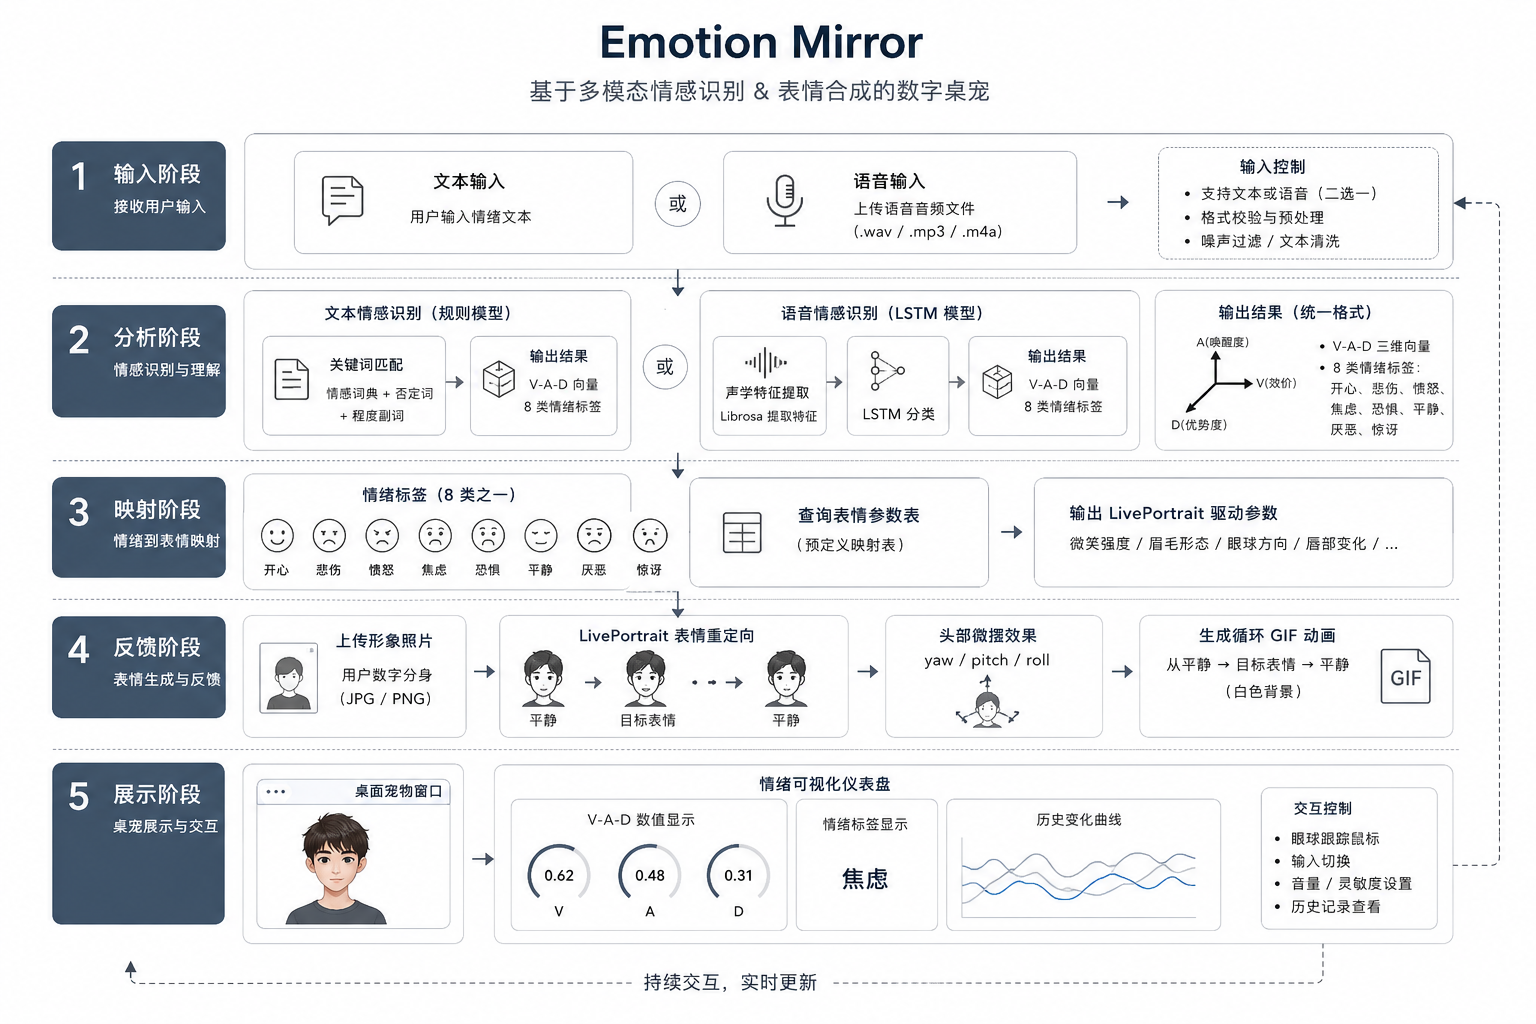 Emotion Mirror
基于多模态情感识别 & 表情合成的数字桌宠
1 输入阶段
接收用户输入
文本输入
用户输入情绪文本
或
语音输入
上传语音音频文件
(.wav / .mp3 / .m4a)
输入控制
• 支持文本或语音（二选一）
• 格式校验与预处理
• 噪声过滤 / 文本清洗
2 分析阶段
情感识别与理解
文本情感识别（规则模型）
关键词匹配
情感词典 + 否定词
+ 程度副词
输出结果
V-A-D 向量
8 类情绪标签
或
语音情感识别（LSTM 模型）
声学特征提取
Librosa 提取特征
LSTM 分类
输出结果
V-A-D 向量
8 类情绪标签
输出结果（统一格式）
A(唤醒度)
V(效价)
D(优势度)
• V-A-D 三维向量
• 8 类情绪标签：
开心、悲伤、愤怒、
焦虑、恐惧、平静、
厌恶、惊讶
3 映射阶段
情绪到表情映射
情绪标签（8 类之一）
开心 悲伤 愤怒 焦虑 恐惧 平静 厌恶 惊讶
查询表情参数表
（预定义映射表）
输出 LivePortrait 驱动参数
微笑强度 / 眉毛形态 / 眼球方向 / 唇部变化 / ...
4 反馈阶段
表情生成与反馈
上传形象照片
用户数字分身
（JPG / PNG）
LivePortrait 表情重定向
平静 目标表情 平静
头部微摆效果
yaw / pitch / roll
生成循环 GIF 动画
从平静 → 目标表情 → 平静
（白色背景）
GIF
5 展示阶段
桌宠展示与交互
桌面宠物窗口
情绪可视化仪表盘
V-A-D 数值显示
0.62 0.48 0.31
V A D
情绪标签显示
焦虑
历史变化曲线
交互控制
• 眼球跟踪鼠标
• 输入切换
• 音量 / 灵敏度设置
• 历史记录查看
持续交互，实时更新